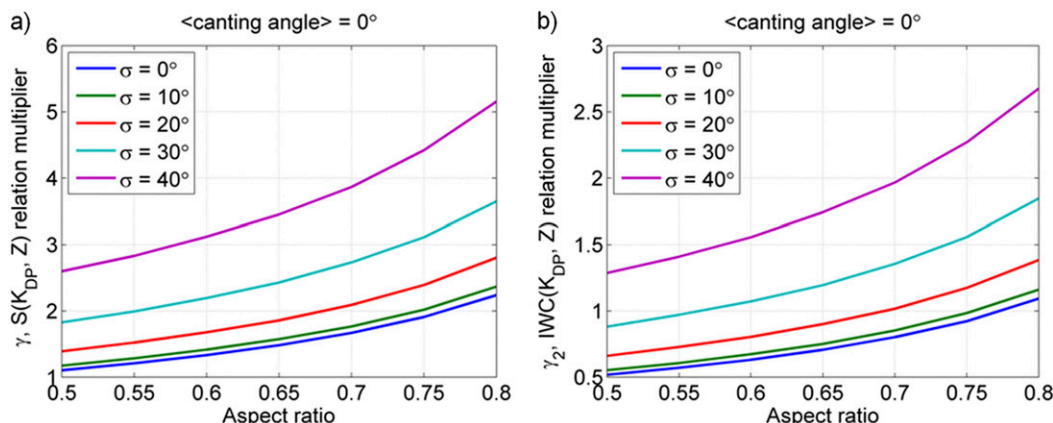 a)
<canting angle> = 0°
γ, S(K_DP, Z) relation multiplier
6
5
4
3
2
1
σ = 0°
σ = 10°
σ = 20°
σ = 30°
σ = 40°
0.5 0.55 0.6 0.65 0.7 0.75 0.8
Aspect ratio
b)
<canting angle> = 0°
γ₂, IWC(K_DP, Z) relation multiplier
3
2.5
2
1.5
1
0.5
σ = 0°
σ = 10°
σ = 20°
σ = 30°
σ = 40°
0.5 0.55 0.6 0.65 0.7 0.75 0.8
Aspect ratio